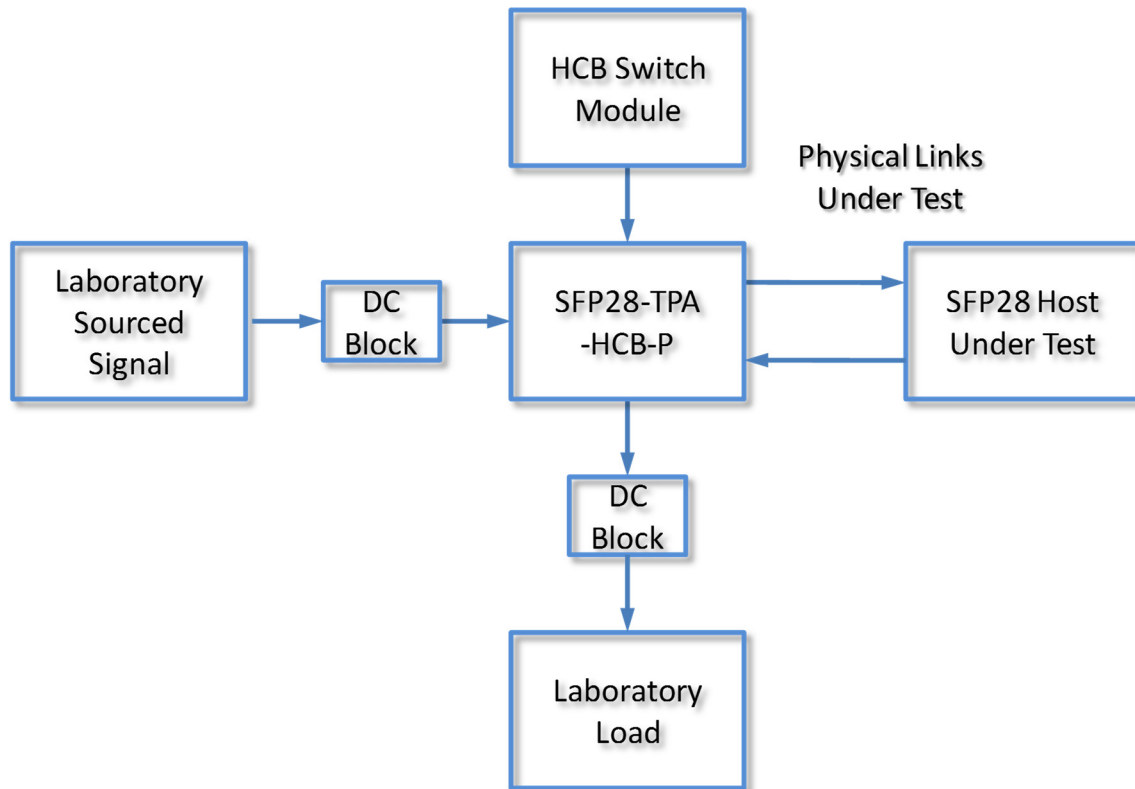 HCB Switch
Module
Physical Links
Under Test
Laboratory
Sourced
Signal
DC
Block
SFP28-TPA
-HCB-P
SFP28 Host
Under Test
DC
Block
Laboratory
Load